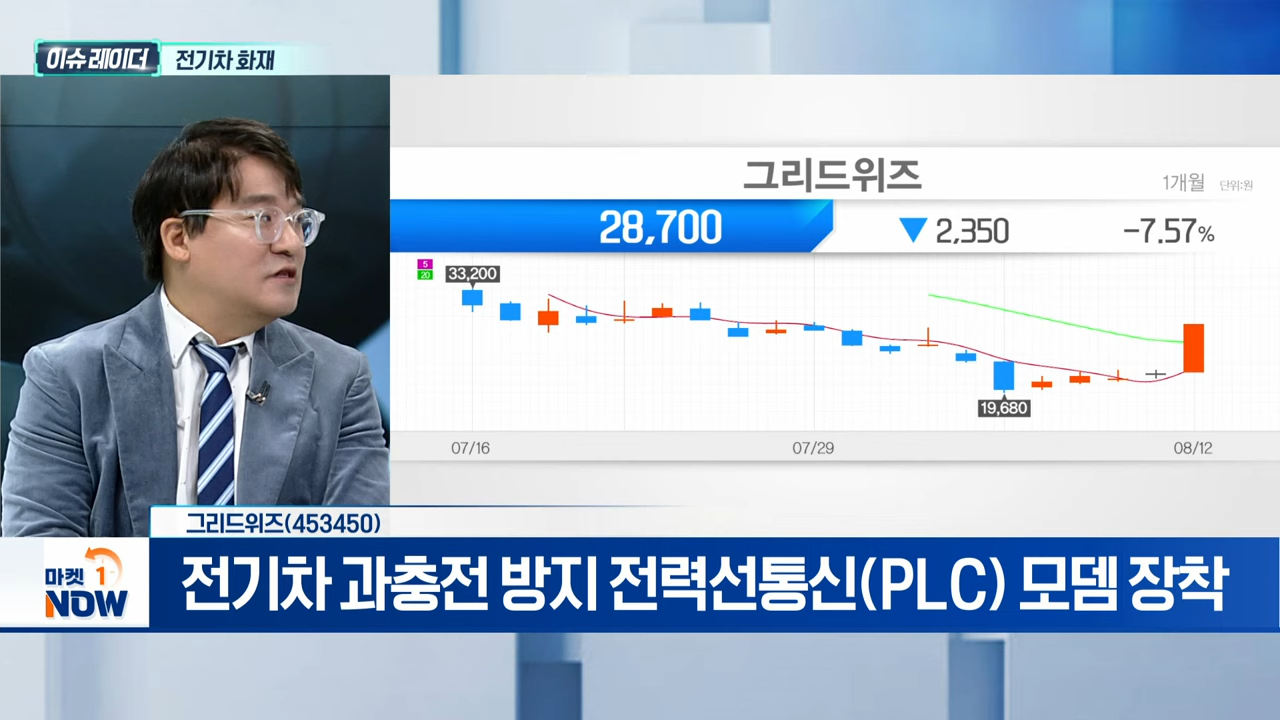 이슈 레이더 전기차 화재
그리드위즈
1개월 단위:원
28,700 ▼ 2,350 -7.57%
5
20
33,200
19,680
07/16 07/29 08/12
그리드위즈(453450)
마켓 1
NOW
전기차 과충전 방지 전력선통신(PLC) 모뎀 장착